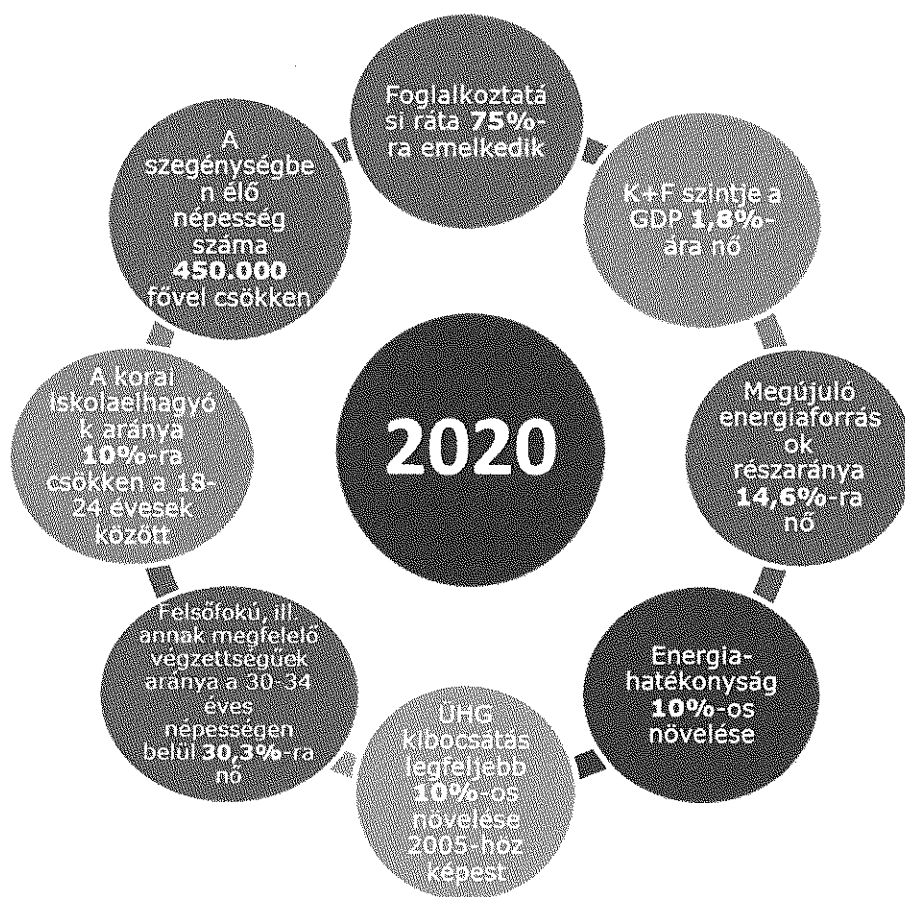 Foglalkoztatá
si ráta 75%-
ra emelkedik
K+F szintje a
GDP 1,8%-
ára nő
Megújuló
energiaforrás
ok
részaránya
14,6%-ra
nő
Energia-
hatékonyság
10%-os
növelése
ÜHG
kibocsátás
legfeljebb
10%-os
növelése
2005-höz
képest
Felsőfokú, ill
annak megfelelő
végzettségűek
aránya a 30-34
éves
népességen
belül 30,3%-ra
nő
A korai
iskolaelhagyó
k aránya
10%-ra
csökken a 18-
24 évesek
között
A
szegénységbe
n élő
népesség
száma
450.000
fővel csökken
2020